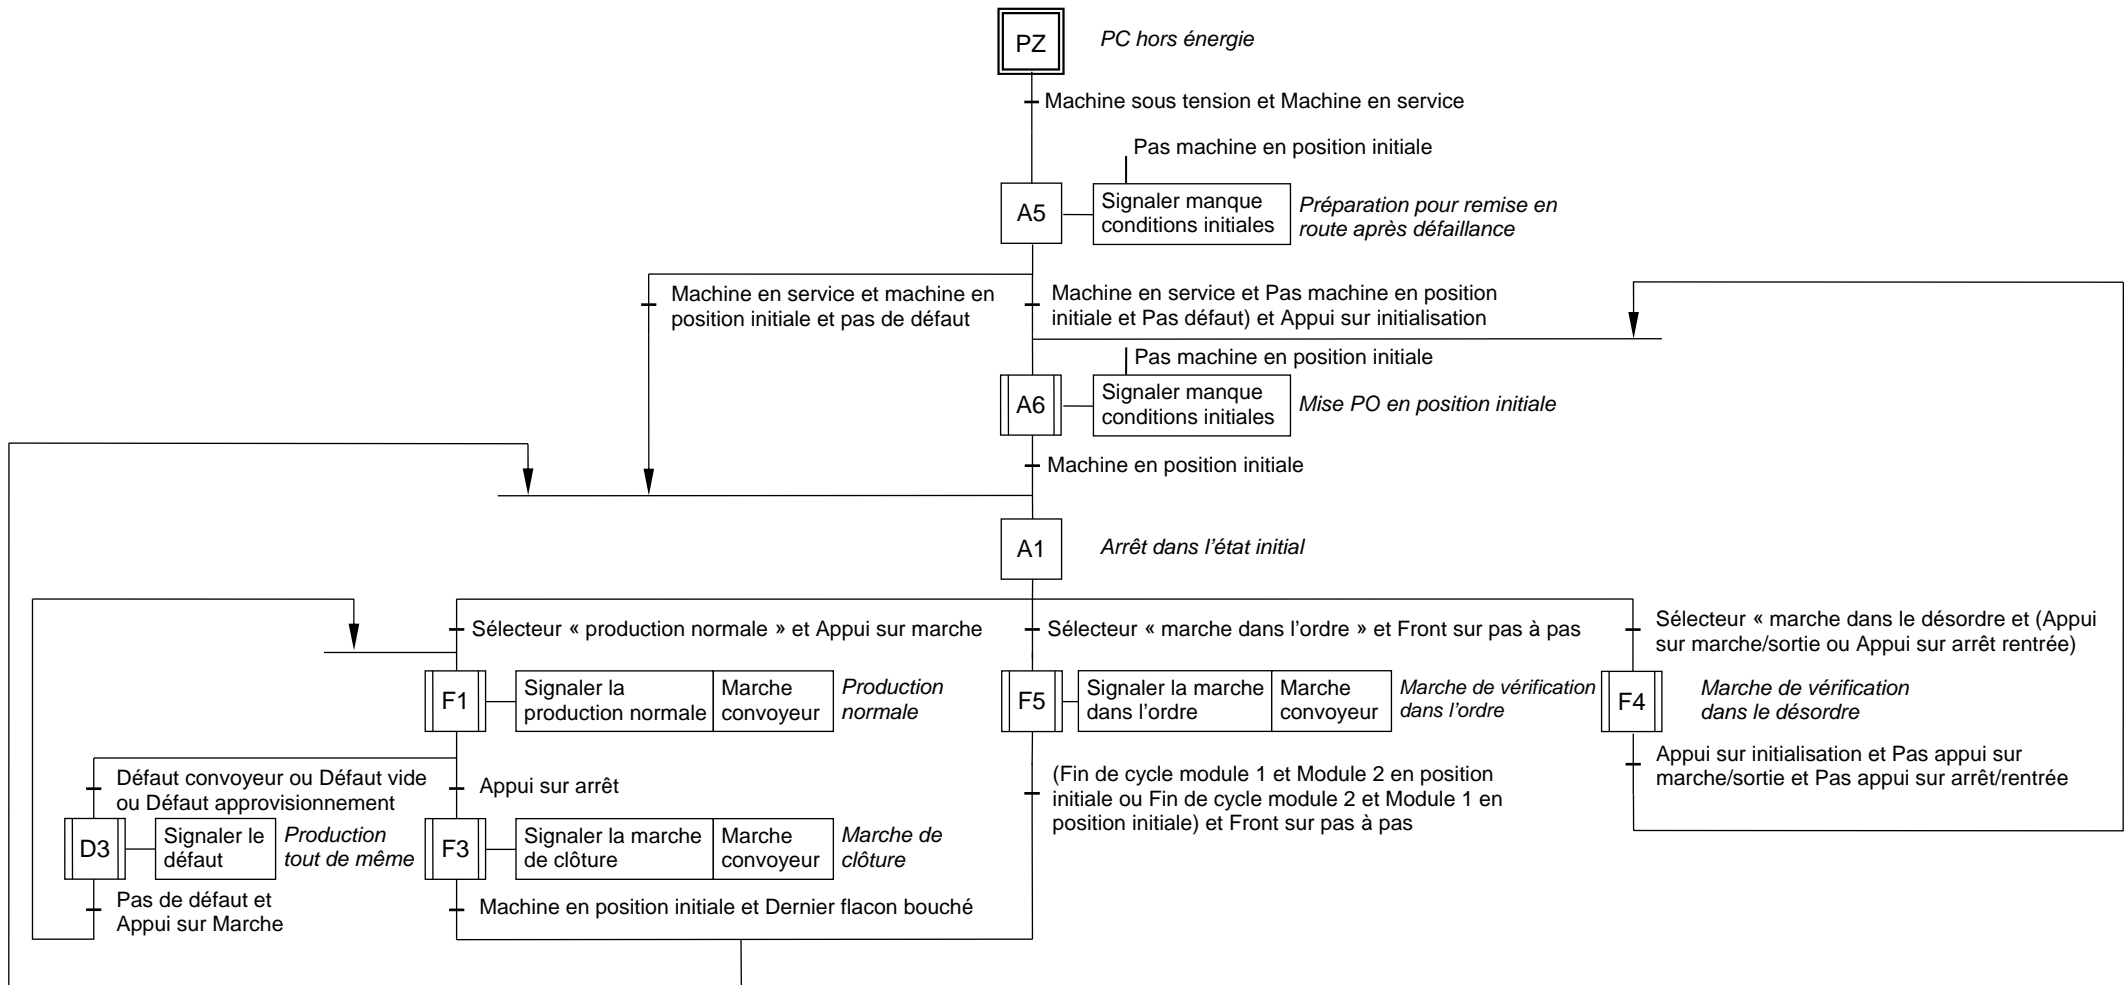 PZ
PC hors énergie
Machine sous tension et Machine en service
Pas machine en position initiale
A5
Signaler manque
conditions initiales
Préparation pour remise en
route après défaillance
Machine en service et machine en
position initiale et pas de défaut
Machine en service et Pas machine en position
initiale et Pas défaut) et Appui sur initialisation
Pas machine en position initiale
A6
Signaler manque
conditions initiales
Mise PO en position initiale
Machine en position initiale
A1
Arrêt dans l'état initial
Sélecteur « production normale » et Appui sur marche
Sélecteur « marche dans l'ordre » et Front sur pas à pas
Sélecteur « marche dans le désordre et (Appui
sur marche/sortie ou Appui sur arrêt rentrée)
F1
Signaler la
production normale
Marche
convoyeur
Production
normale
F5
Signaler la marche
dans l'ordre
Marche
convoyeur
Marche de vérification
dans l'ordre
F4
Marche de vérification
dans le désordre
Défaut convoyeur ou Défaut vide
ou Défaut approvisionnement
Appui sur arrêt
(Fin de cycle module 1 et Module 2 en position
initiale ou Fin de cycle module 2 et Module 1 en
position initiale) et Front sur pas à pas
Appui sur initialisation et Pas appui sur
marche/sortie et Pas appui sur arrêt/rentrée
D3
Signaler le
défaut
Production
tout de même
F3
Signaler la marche
de clôture
Marche
convoyeur
Marche de
clôture
Pas de défaut et
Appui sur Marche
Machine en position initiale et Dernier flacon bouché